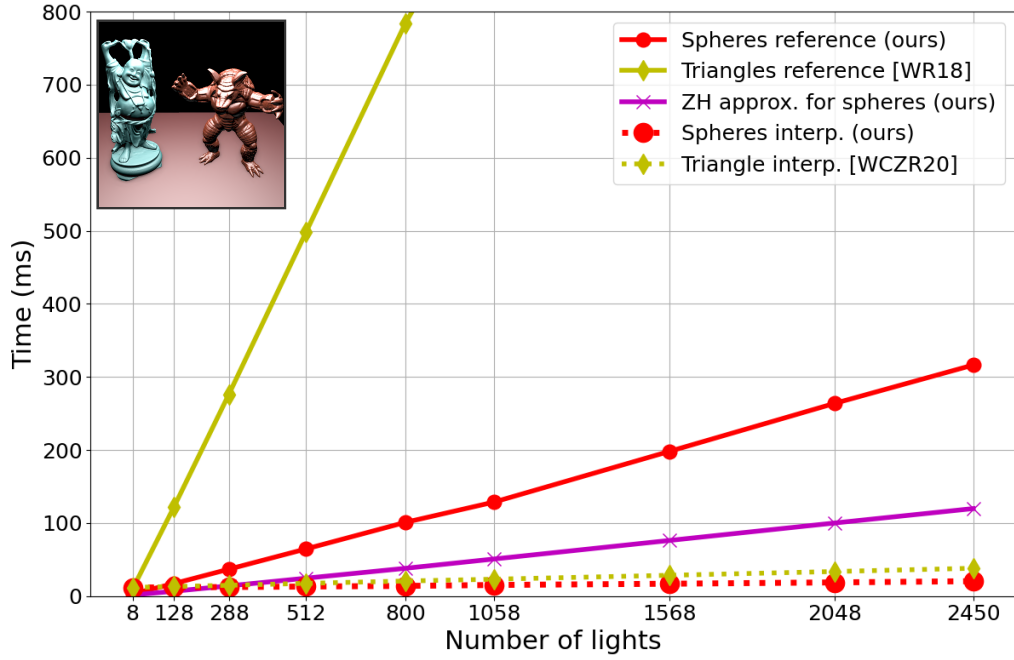 800
700
600
500
400
300
200
100
0
Time (ms)
Spheres reference (ours)
Triangles reference [WR18]
ZH approx. for spheres (ours)
Spheres interp. (ours)
Triangle interp. [WCZR20]
8 128 288 512 800 1058 1568 2048 2450
Number of lights